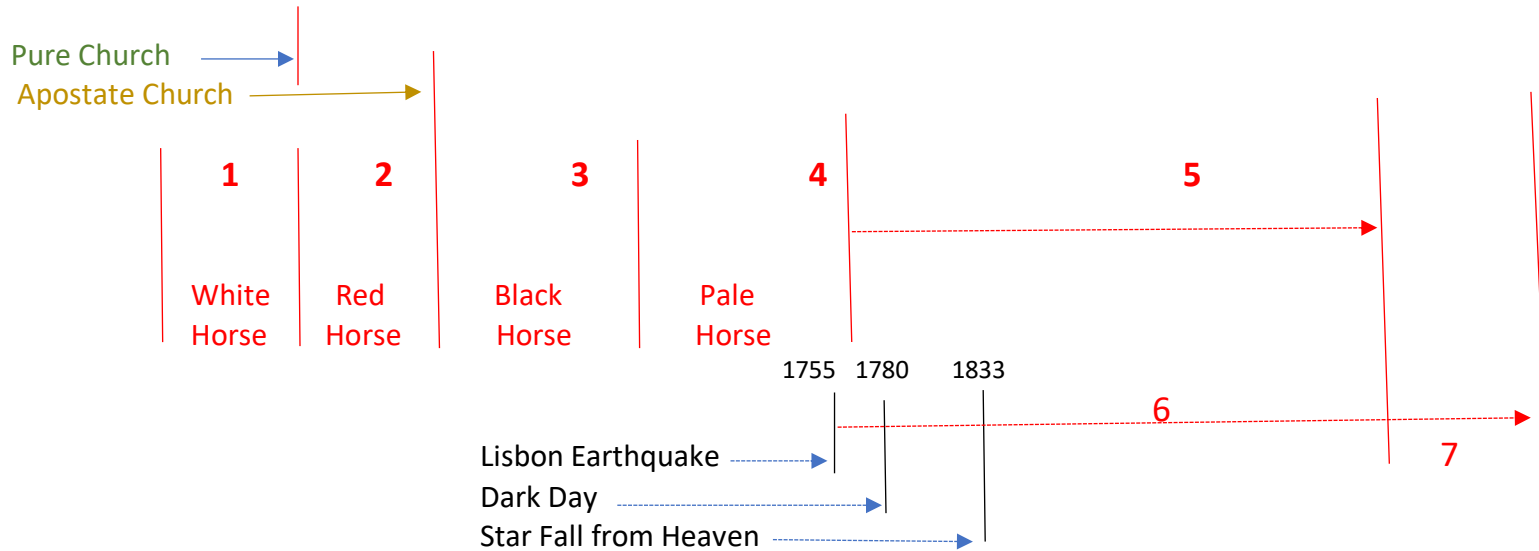 Pure Church
Apostate Church
1 2 3 4 5
White Red Black Pale
Horse Horse Horse Horse
1755 1780 1833
6
Lisbon Earthquake 7
Dark Day
Star Fall from Heaven